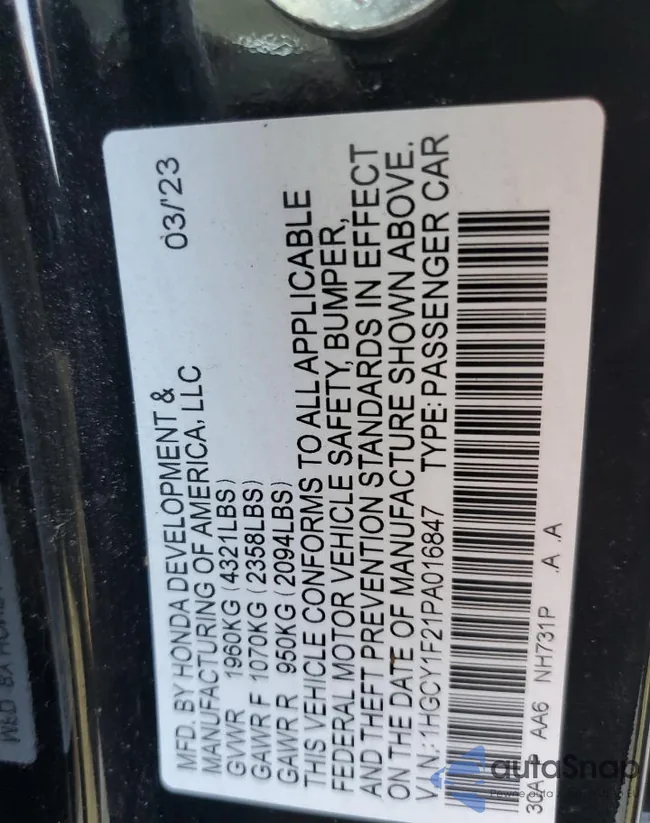 MFD. BY HONDA DEVELOPMENT & 03/'23
MANUFACTURING OF AMERICA, LLC
GVWR 1960KG (4321LBS)
GAWR F 1070KG (2358LBS)
GAWR R 950KG (2094LBS)
THIS VEHICLE CONFORMS TO ALL APPLICABLE
FEDERAL MOTOR VEHICLE SAFETY, BUMPER,
AND THEFT PREVENTION STANDARDS IN EFFECT
ON THE DATE OF MANUFACTURE SHOWN ABOVE.
V.I.N.: 1HGCY1F21PA016847 TYPE: PASSENGER CAR
AA6 NH731P .A .A
autoSnap